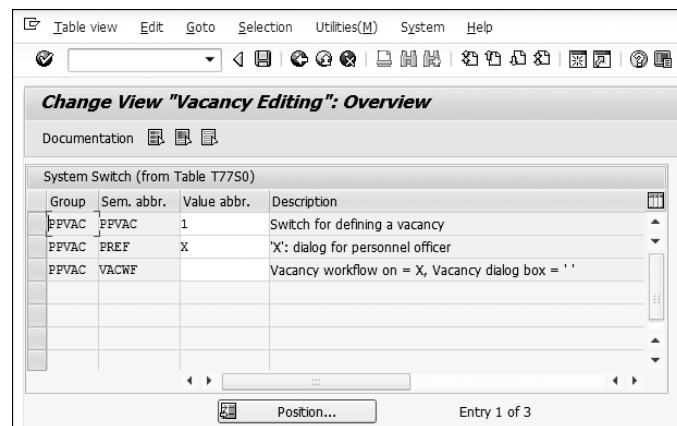 Table view Edit Goto Selection Utilities(M) System Help
Change View "Vacancy Editing": Overview
Documentation
System Switch (from Table T77S0)
Group Sem. abbr. Value abbr. Description
PPVAC PPVAC 1 Switch for defining a vacancy
PPVAC PREF X 'X': dialog for personnel officer
PPVAC VACWF Vacancy workflow on = X, Vacancy dialog box = ' '
Position... Entry 1 of 3